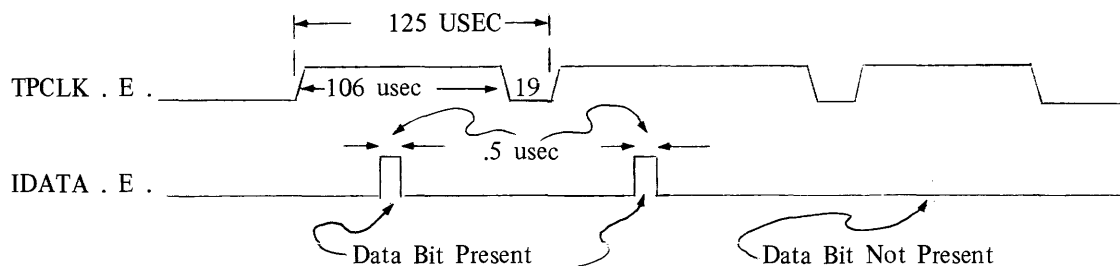 125 USEC
TPCLK . E .
106 usec
19
.5 usec
IDATA . E .
Data Bit Present
Data Bit Not Present